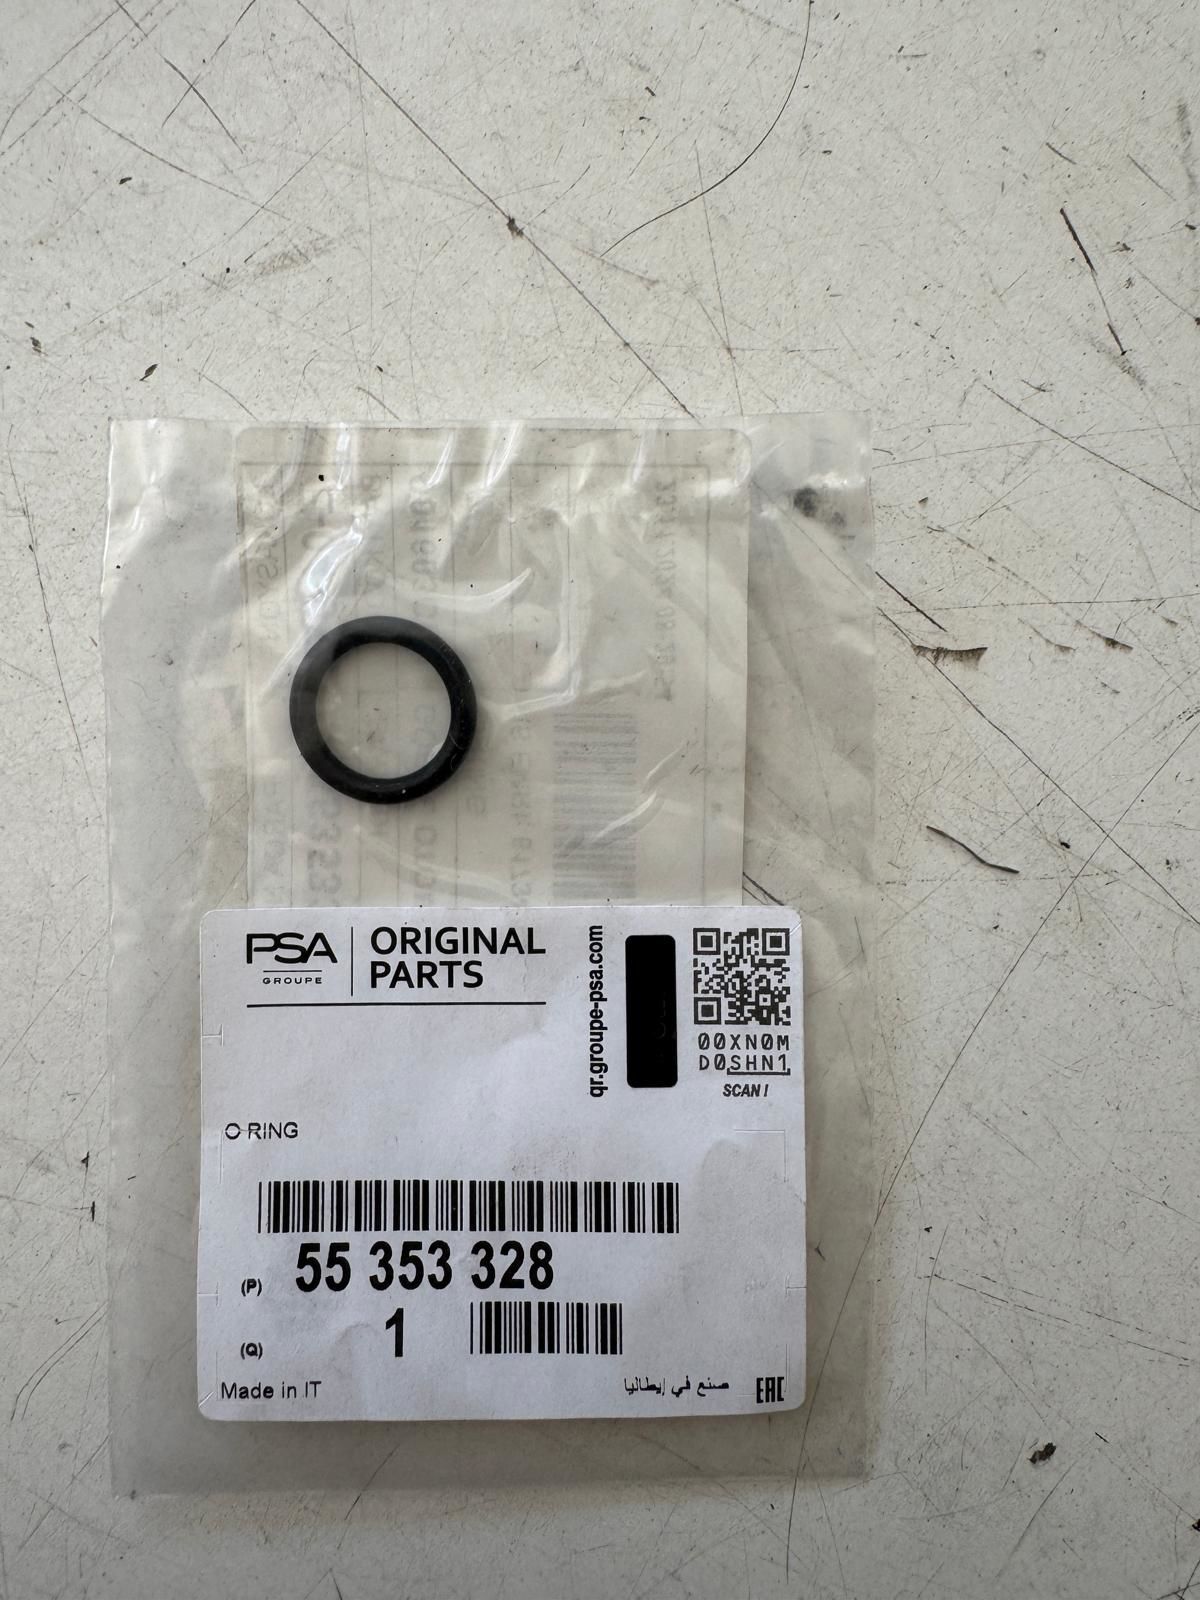 PSA
GROUPE
ORIGINAL
PARTS
qr.groupe-psa.com
00XN0M
D0SHN1
SCAN!
O RING
(P) 55 353 328
(Q) 1
Made in IT
صنع في إيطاليا
EAC